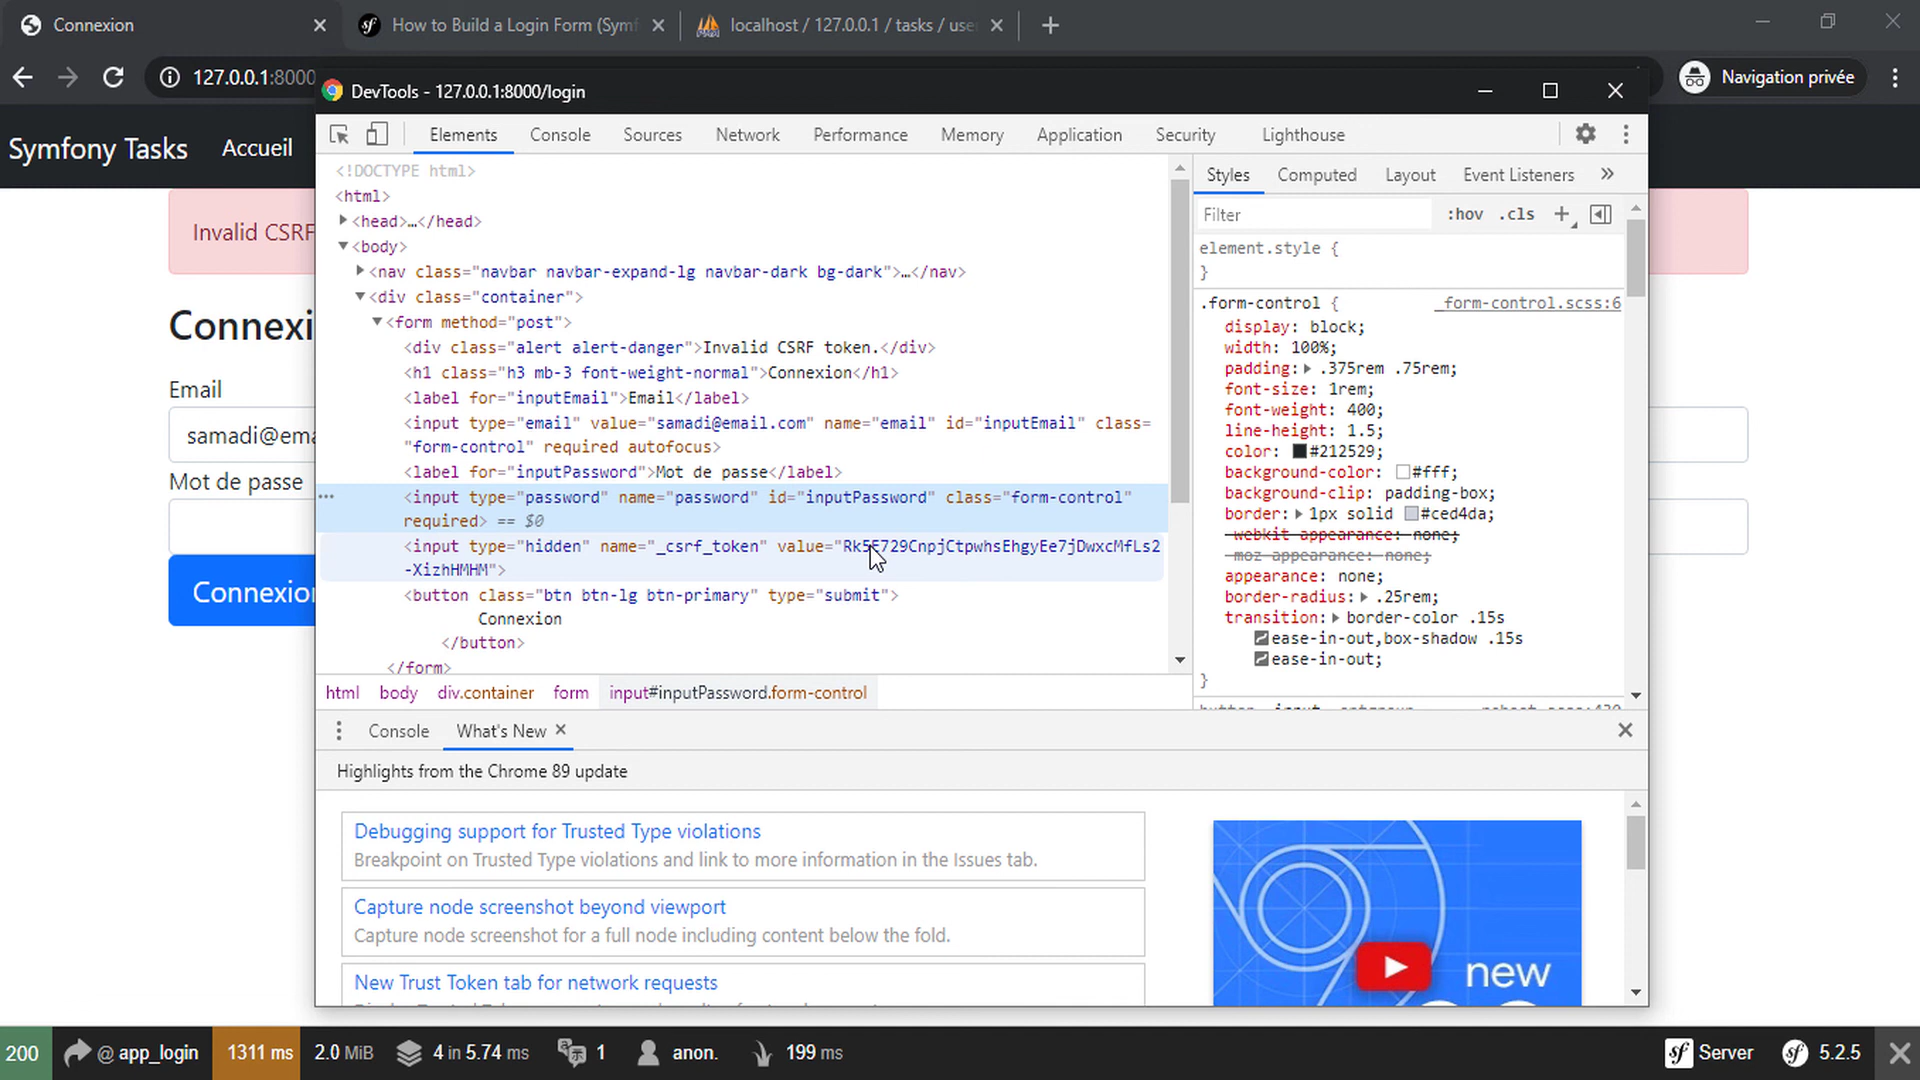 Connexion
How to Build a Login Form (Symf
localhost / 127.0.0.1 / tasks / use
127.0.0.1:8000
Navigation privée
DevTools - 127.0.0.1:8000/login
Symfony Tasks
Accueil
Elements
Console
Sources
Network
Performance
Memory
Application
Security
Lighthouse
<!DOCTYPE html>
<html>
<head>…</head>
<body>
<nav class="navbar navbar-expand-lg navbar-dark bg-dark">…</nav>
<div class="container">
<form method="post">
<div class="alert alert-danger">Invalid CSRF token.</div>
<h1 class="h3 mb-3 font-weight-normal">Connexion</h1>
<label for="inputEmail">Email</label>
<input type="email" value="samadi@email.com" name="email" id="inputEmail" class=
"form-control" required autofocus>
<label for="inputPassword">Mot de passe</label>
<input type="password" name="password" id="inputPassword" class="form-control"
required> == $0
<input type="hidden" name="_csrf_token" value="Rk5E729CnpjCtpwhsEhgyEe7jDwxcMfLs2
-XizhHMHM">
<button class="btn btn-lg btn-primary" type="submit">
Connexion
</button>
</form>
html
body
div.container
form
input#inputPassword.form-control
Styles
Computed
Layout
Event Listeners
Filter
:hov
.cls
element.style {
}
.form-control {
_form-control.scss:6
display: block;
width: 100%;
padding: .375rem .75rem;
font-size: 1rem;
font-weight: 400;
line-height: 1.5;
color: #212529;
background-color: #fff;
background-clip: padding-box;
border: 1px solid #ced4da;
-webkit-appearance: none;
-moz-appearance: none;
appearance: none;
border-radius: .25rem;
transition: border-color .15s
ease-in-out,box-shadow .15s
ease-in-out;
}
Invalid CSRF
Connexi
Email
samadi@ema
Mot de passe
Connexion
Console
What's New
Highlights from the Chrome 89 update
Debugging support for Trusted Type violations
Breakpoint on Trusted Type violations and link to more information in the Issues tab.
Capture node screenshot beyond viewport
Capture node screenshot for a full node including content below the fold.
New Trust Token tab for network requests
new
200
@ app_login
1311 ms
2.0 MiB
4 in 5.74 ms
1
anon.
199 ms
Server
5.2.5